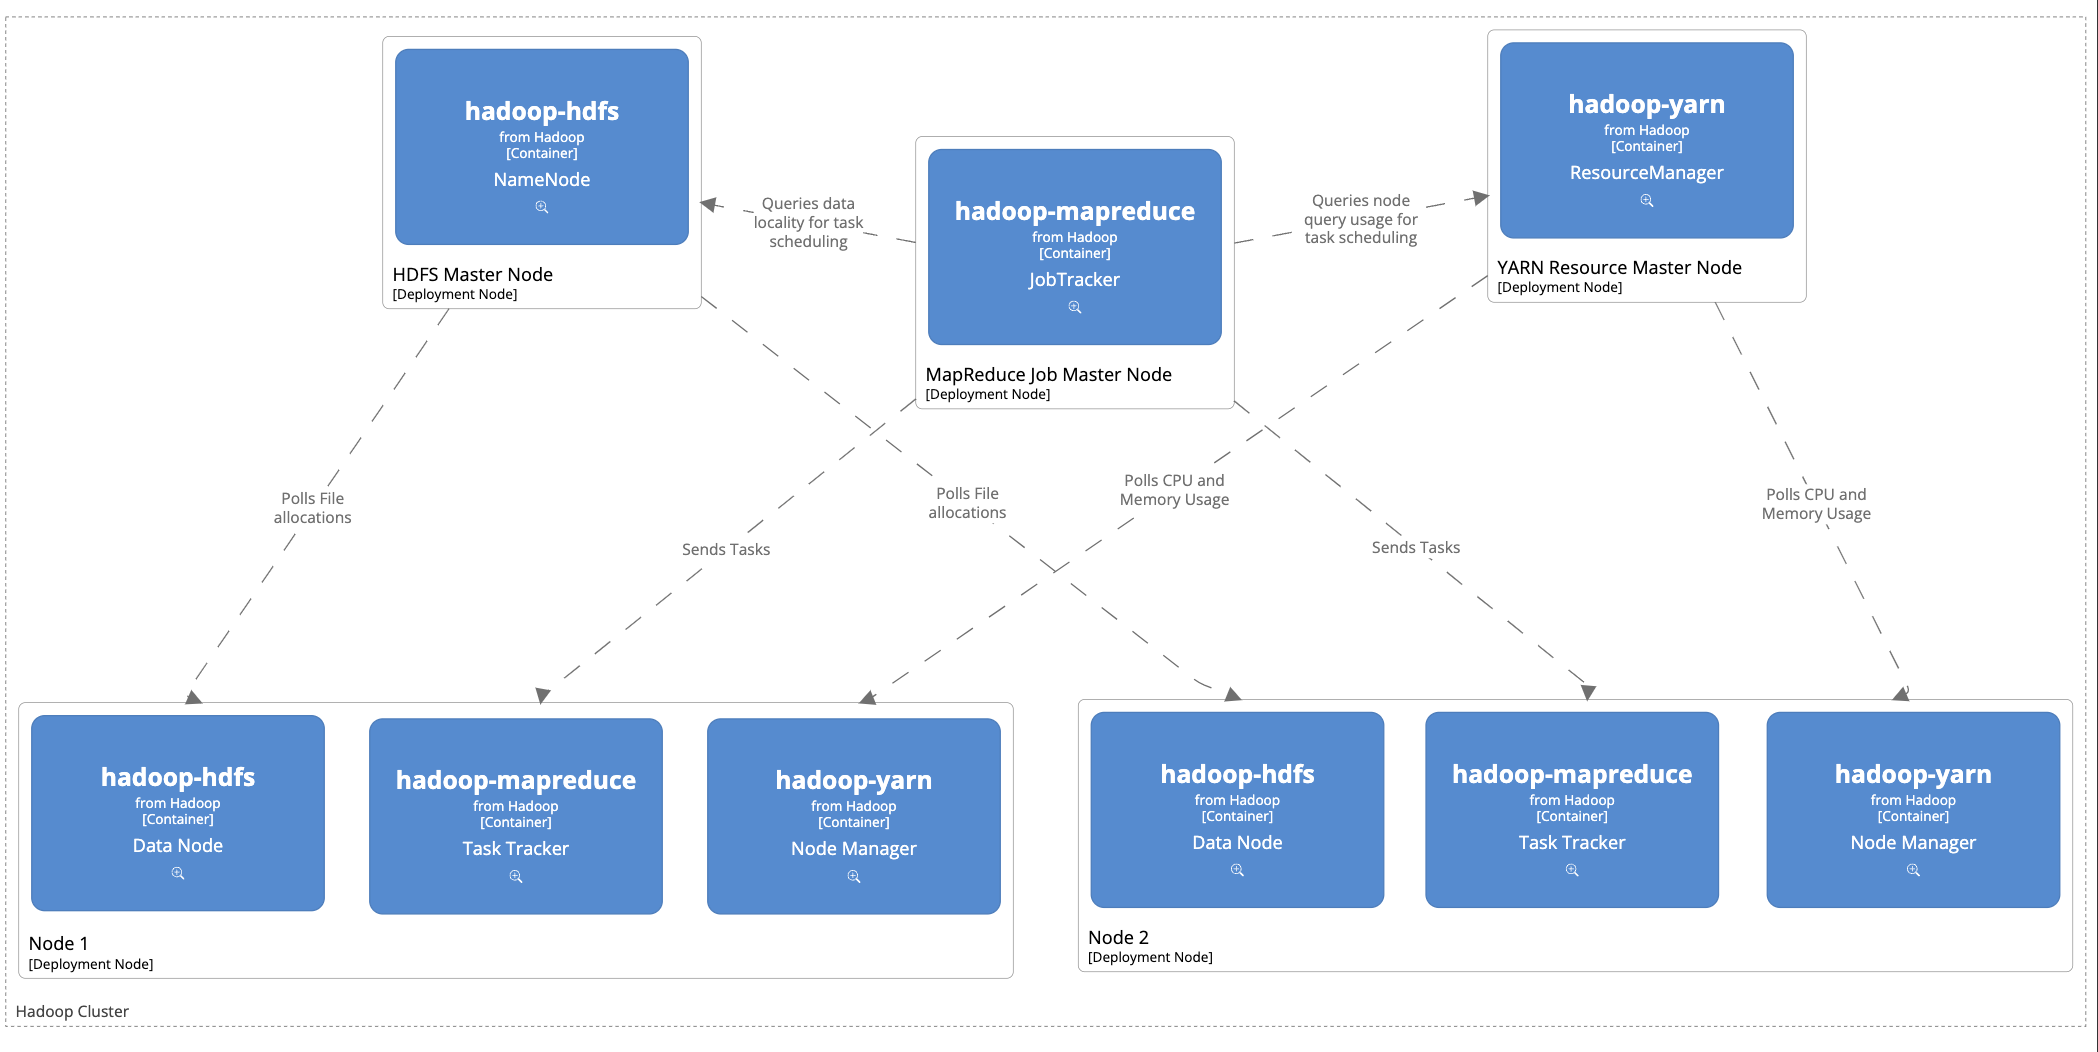 hadoop-hdfs
from Hadoop
[Container]
NameNode
HDFS Master Node
[Deployment Node]
Queries data
locality for task
scheduling
hadoop-mapreduce
from Hadoop
[Container]
JobTracker
MapReduce Job Master Node
[Deployment Node]
Queries node
query usage for
task scheduling
hadoop-yarn
from Hadoop
[Container]
ResourceManager
YARN Resource Master Node
[Deployment Node]
Polls File
allocations
Sends Tasks
Polls File
allocations
Polls CPU and
Memory Usage
Sends Tasks
Polls CPU and
Memory Usage
hadoop-hdfs
from Hadoop
[Container]
Data Node
hadoop-mapreduce
from Hadoop
[Container]
Task Tracker
hadoop-yarn
from Hadoop
[Container]
Node Manager
Node 1
[Deployment Node]
hadoop-hdfs
from Hadoop
[Container]
Data Node
hadoop-mapreduce
from Hadoop
[Container]
Task Tracker
hadoop-yarn
from Hadoop
[Container]
Node Manager
Node 2
[Deployment Node]
Hadoop Cluster